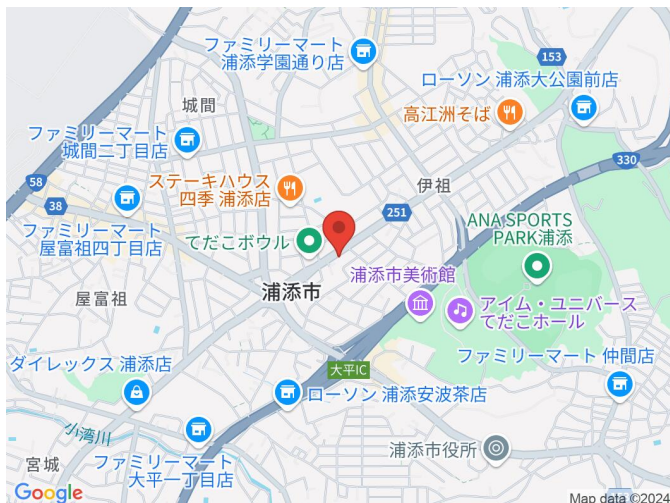 ファミリーマート
浦添学園通り店
153
ローソン 浦添大公園前店
城間
高江洲そば
ファミリーマート
城間二丁目店
330
58
ステーキハウス
四季 浦添店
伊祖
38
251
ANA SPORTS
PARK浦添
ファミリーマート
屋富祖四丁目店
てだこボウル
浦添市美術館
浦添市
アイム・ユニバース
てだこホール
屋富祖
ダイレックス 浦添店
大平IC
ファミリーマート 仲間店
ローソン 浦添安波茶店
小湾川
浦添市役所
宮城
ファミリーマート
大平一丁目店
Google
Map data ©2024